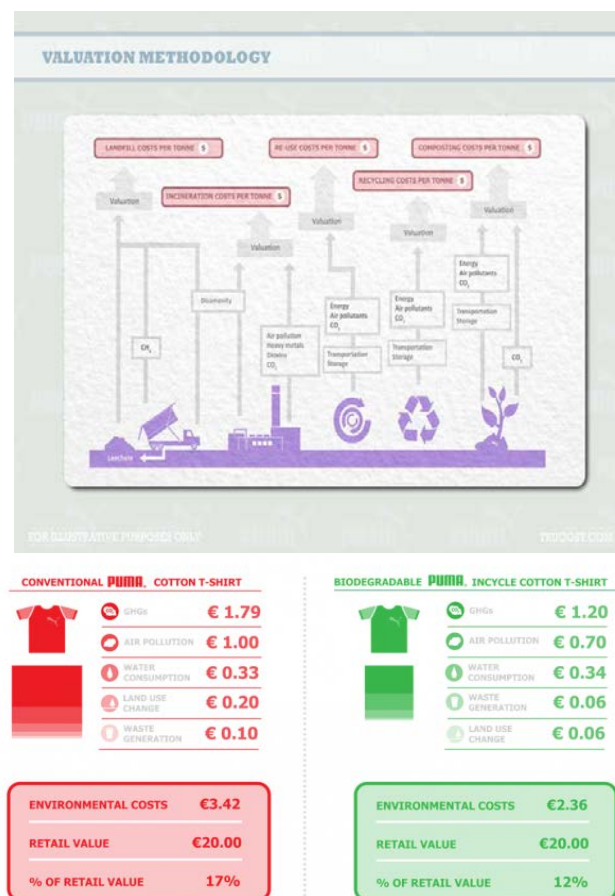 VALUATION METHODOLOGY
LANDFILL COSTS PER TONNE $
RE-USE COSTS PER TONNE $
COMPOSTING COSTS PER TONNE $
INCINERATION COSTS PER TONNE $
RECYCLING COSTS PER TONNE $
Valuation
Valuation
Valuation
Valuation
Valuation
Disamenity
CH₄
Air pollution
Heavy metals
Dioxins
CO₂
Energy
Air pollutants
CO₂
Transportation
Storage
Energy
Air pollutants
CO₂
Transportation
Storage
Energy
Air pollutants
CO₂
Transportation
Storage
CO₂
Leachate
FOR ILLUSTRATIVE PURPOSES ONLY
TRUCOST.COM
CONVENTIONAL PUMA. COTTON T-SHIRT
GHGs € 1.79
AIR POLLUTION € 1.00
WATER
CONSUMPTION € 0.33
LAND USE
CHANGE € 0.20
WASTE
GENERATION € 0.10
ENVIRONMENTAL COSTS €3.42
RETAIL VALUE €20.00
% OF RETAIL VALUE 17%
BIODEGRADABLE PUMA. INCYCLE COTTON T-SHIRT
GHGs € 1.20
AIR POLLUTION € 0.70
WATER
CONSUMPTION € 0.34
WASTE
GENERATION € 0.06
LAND USE
CHANGE € 0.06
ENVIRONMENTAL COSTS €2.36
RETAIL VALUE €20.00
% OF RETAIL VALUE 12%